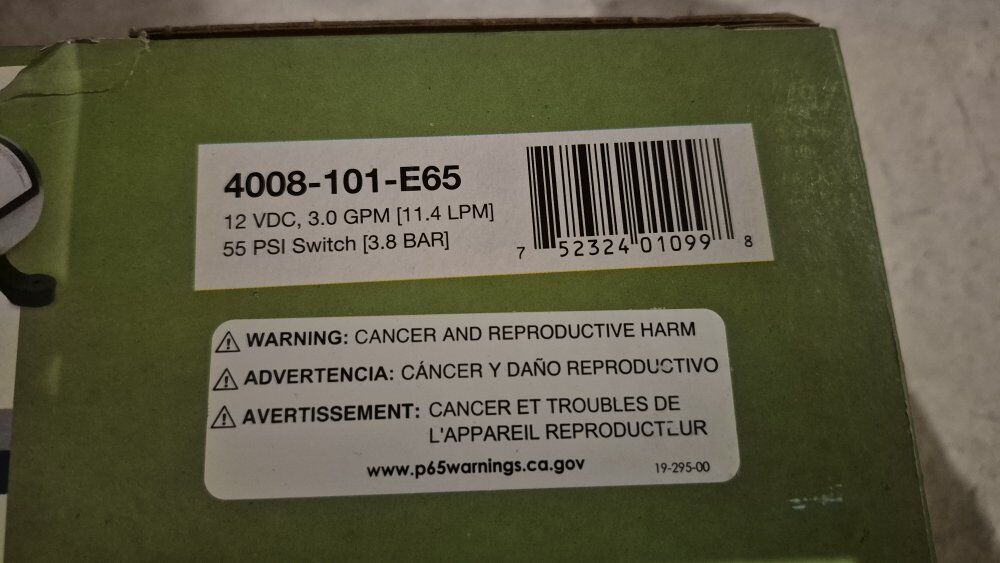 4008-101-E65
12 VDC, 3.0 GPM [11.4 LPM]
55 PSI Switch [3.8 BAR]
7 52324 01099 8
WARNING: CANCER AND REPRODUCTIVE HARM
ADVERTENCIA: CÁNCER Y DAÑO REPRODUCTIVO
AVERTISSEMENT: CANCER ET TROUBLES DE
L'APPAREIL REPRODUCTEUR
www.p65warnings.ca.gov
19-295-00